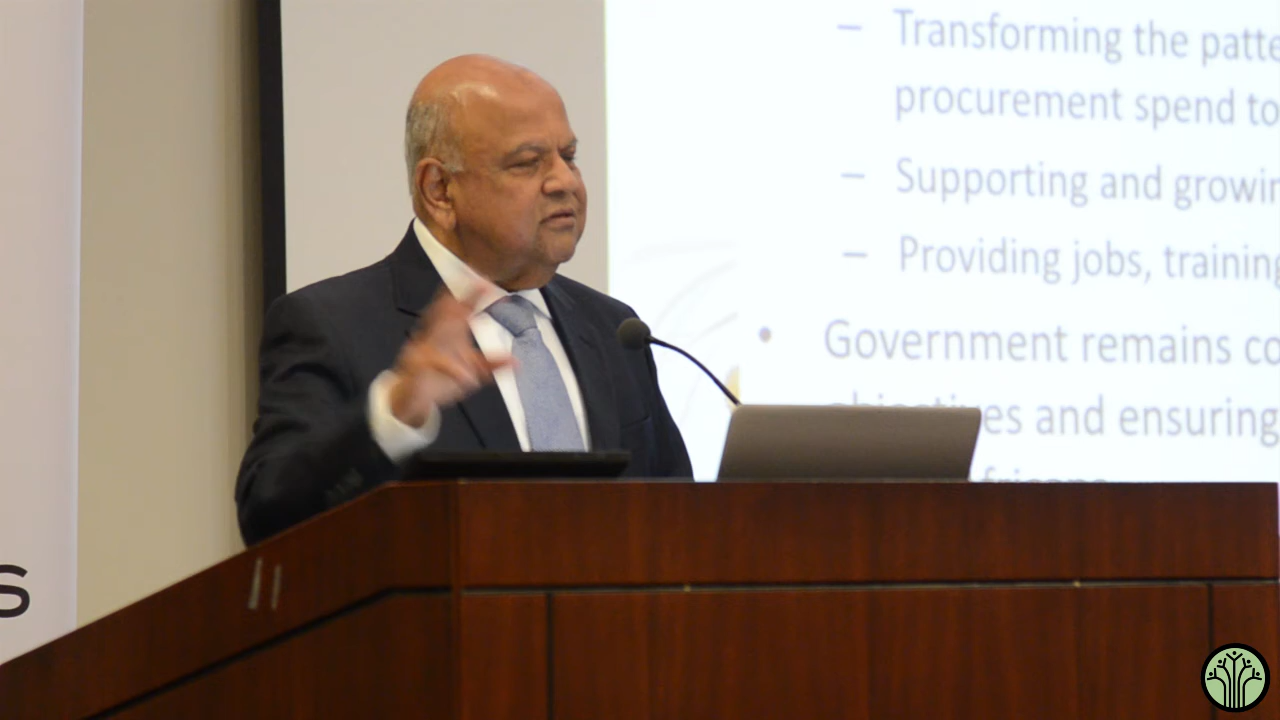 – Transforming the patte
procurement spend to
– Supporting and growin
– Providing jobs, training
• Government remains co
objectives and ensuring
s